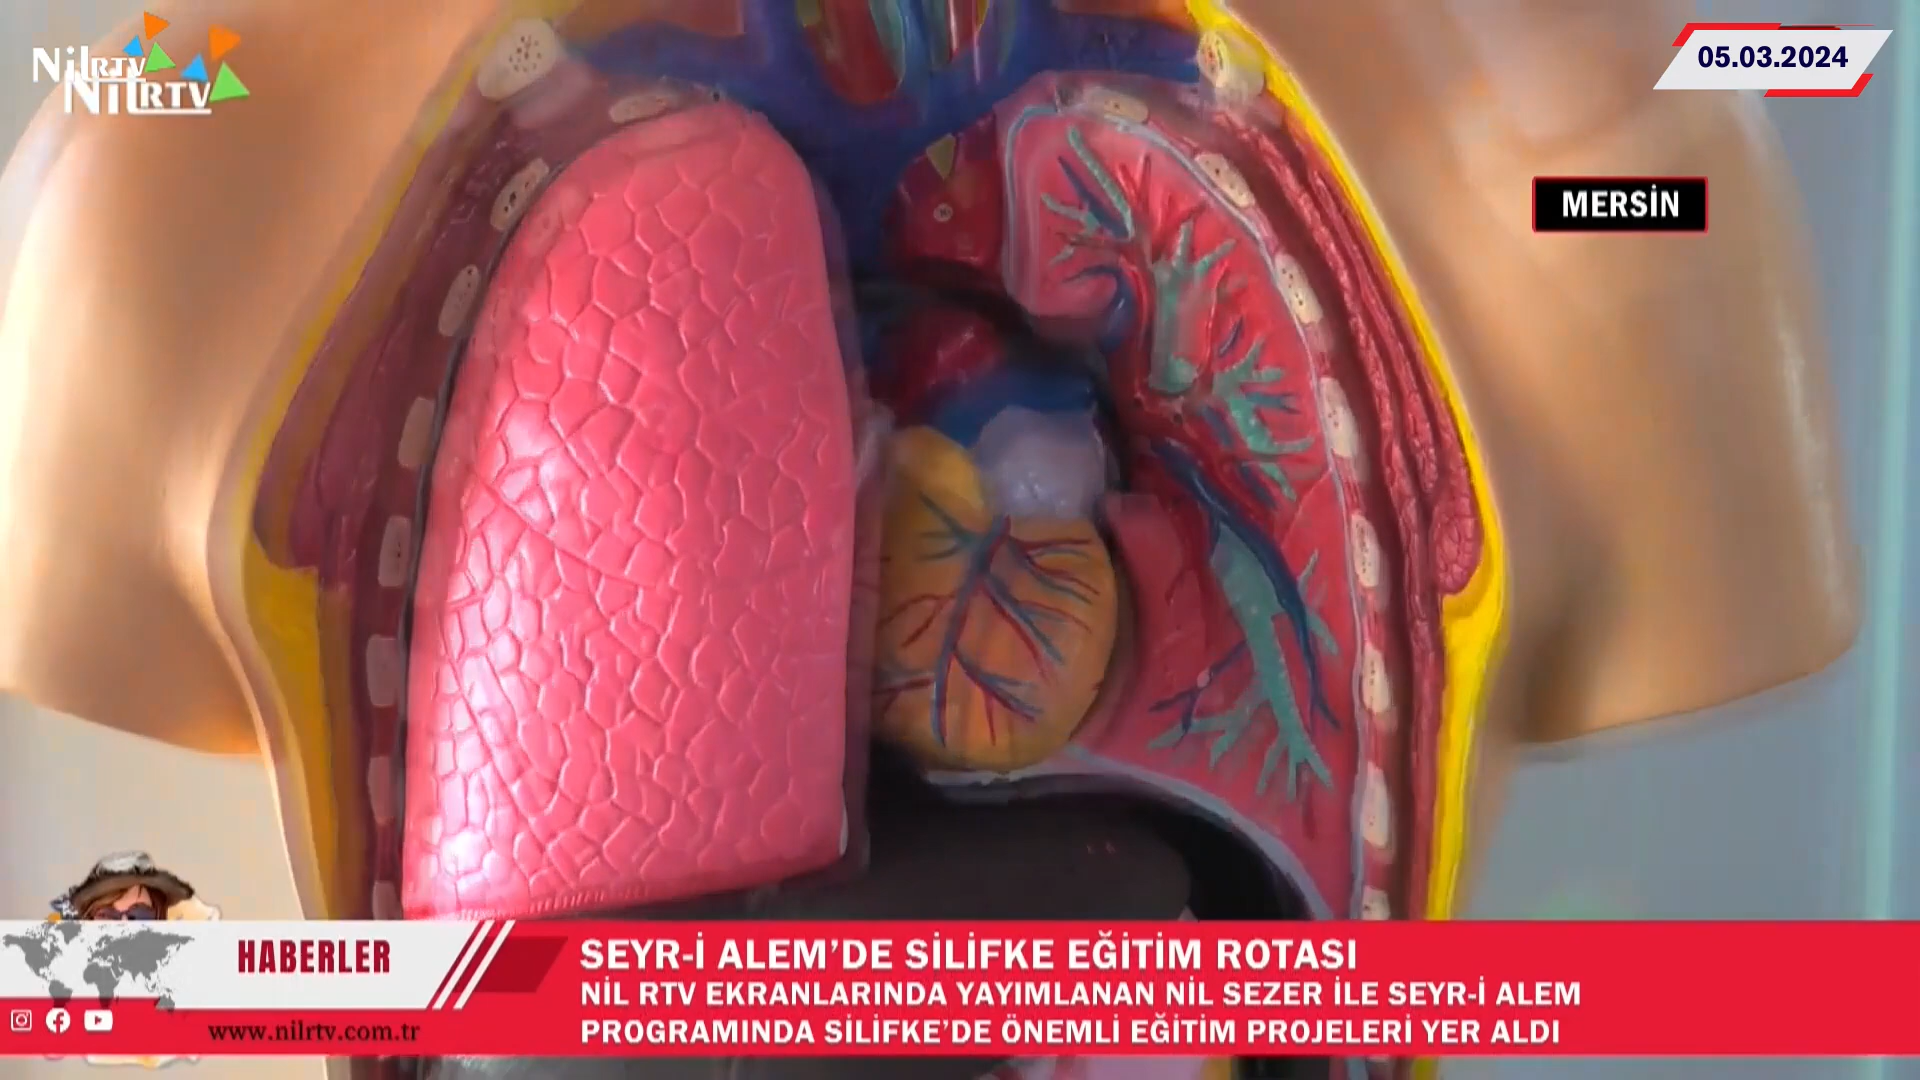 NilRTV
NilRTV
05.03.2024
MERSİN
HABERLER
SEYR-İ ALEM'DE SİLİFKE EĞİTİM ROTASI
NİL RTV EKRANLARINDA YAYIMLANAN NİL SEZER İLE SEYR-İ ALEM
PROGRAMINDA SİLİFKE'DE ÖNEMLİ EĞİTİM PROJELERİ YER ALDI
www.nilrtv.com.tr